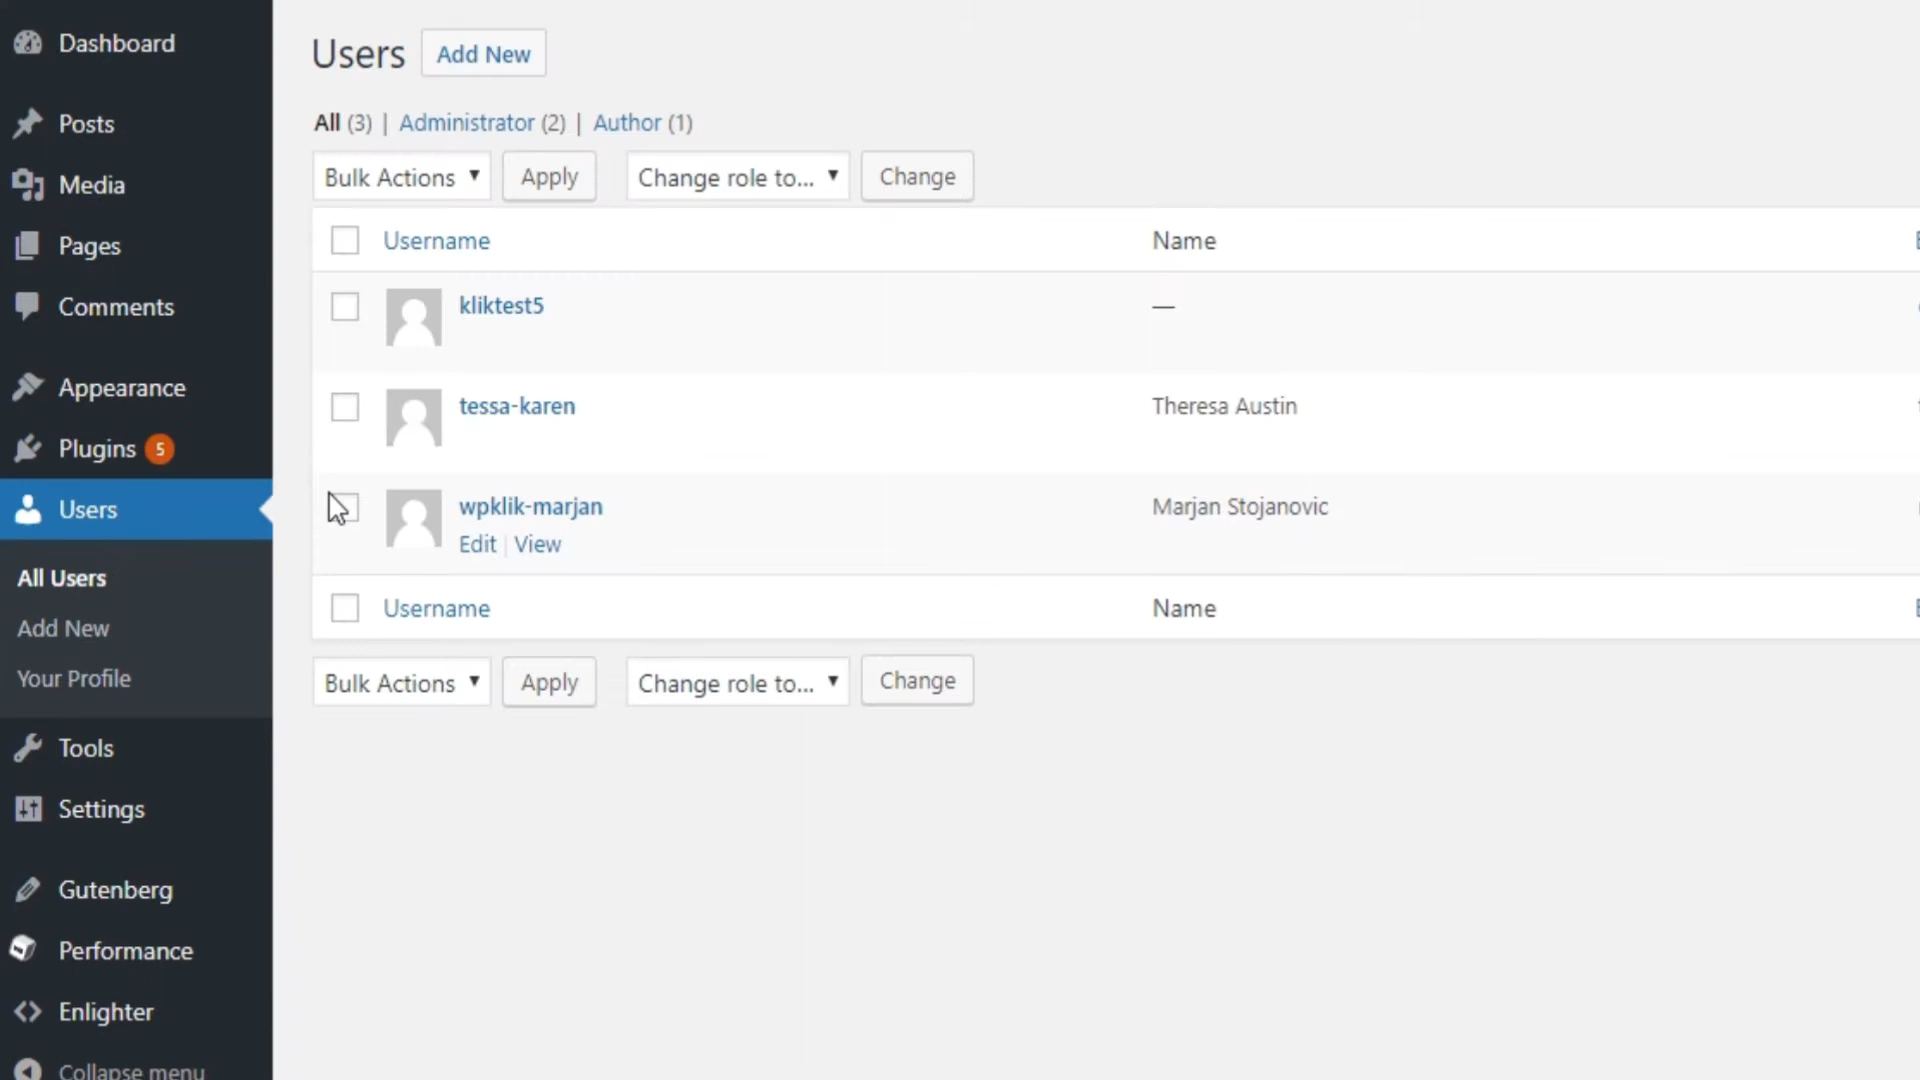 Dashboard
Posts
Media
Pages
Comments
Appearance
Plugins 5
Users
All Users
Add New
Your Profile
Tools
Settings
Gutenberg
Performance
Enlighter
Collapse menu
Users Add New
All (3) | Administrator (2) | Author (1)
Bulk Actions Apply Change role to... Change
Username Name
kliktest5 —
tessa-karen Theresa Austin
wpklik-marjan Marjan Stojanovic
Edit | View
Username Name
Bulk Actions Apply Change role to... Change